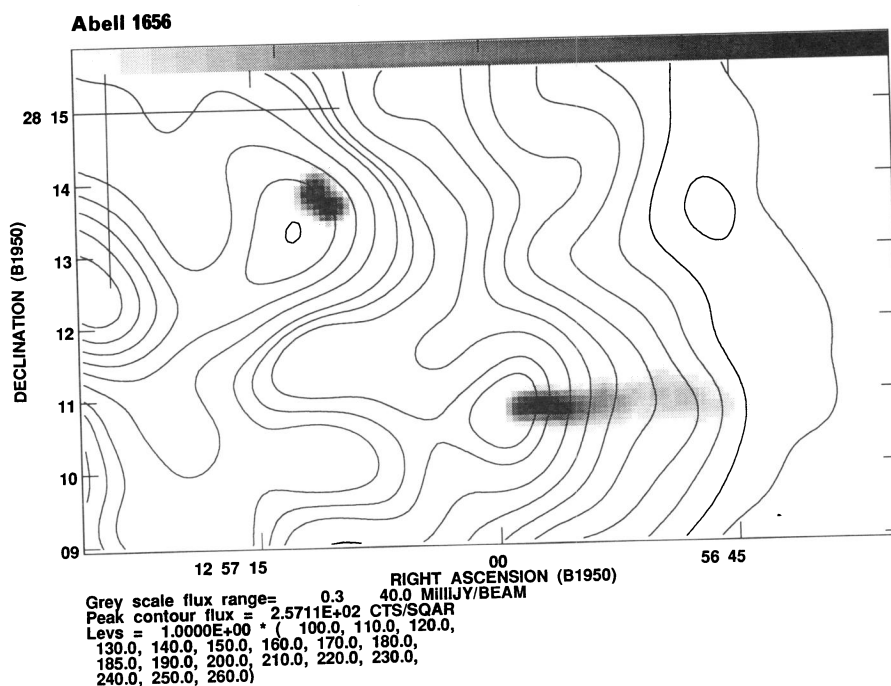 Abell 1656
28 15
14
13
12
11
10
09
DECLINATION (B1950)
12 57 15
00
56 45
RIGHT ASCENSION (B1950)
Grey scale flux range= 0.3 40.0 MilliJY/BEAM
Peak contour flux = 2.5711E+02 CTS/SQAR
Levs = 1.0000E+00 * ( 100.0, 110.0, 120.0,
130.0, 140.0, 150.0, 160.0, 170.0, 180.0,
185.0, 190.0, 200.0, 210.0, 220.0, 230.0,
240.0, 250.0, 260.0)